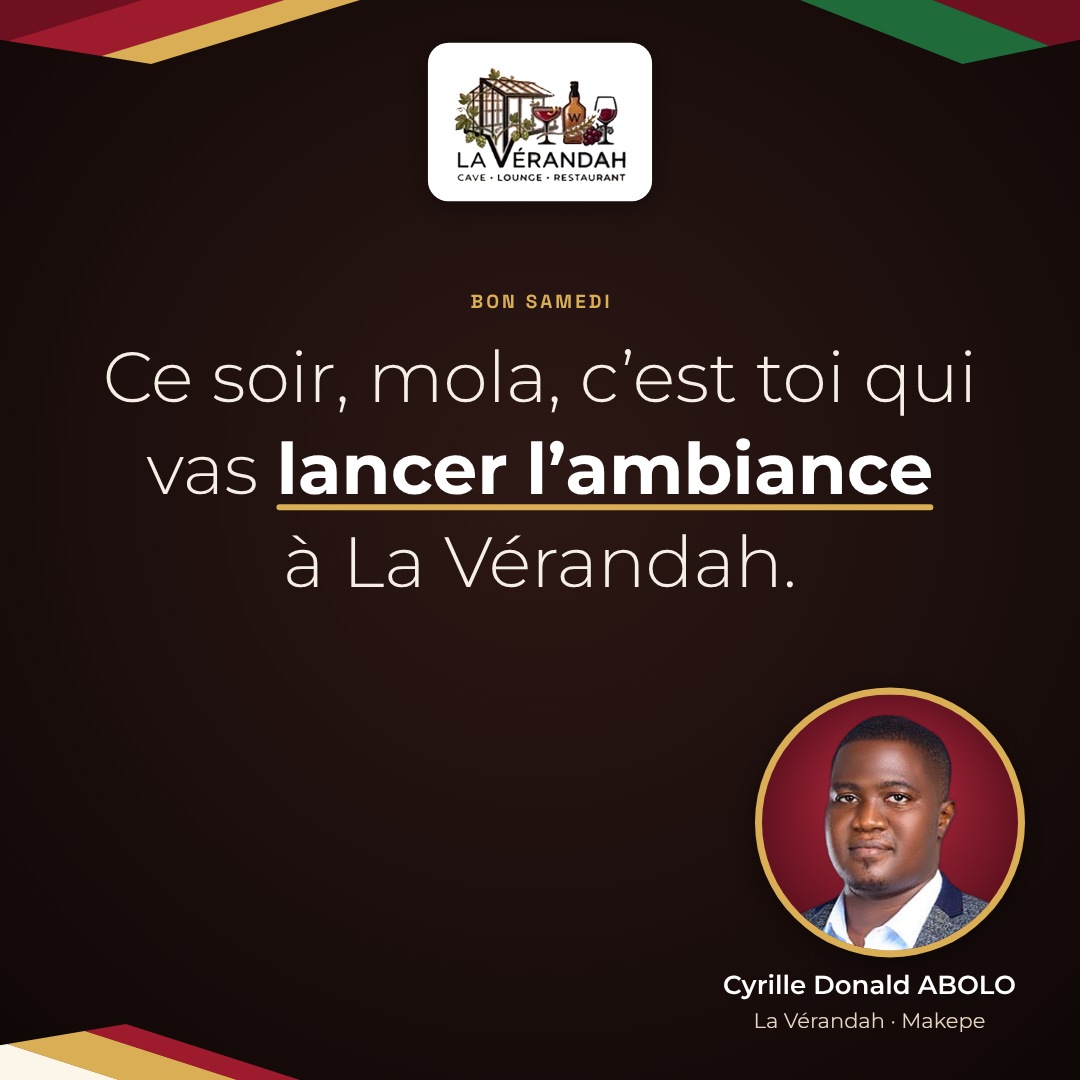 W
LA VÉRANDAH
CAVE • LOUNGE • RESTAURANT
BON SAMEDI
Ce soir, mola, c’est toi qui
vas lancer l’ambiance
à La Vérandah.
Cyrille Donald ABOLO
La Vérandah · Makepe